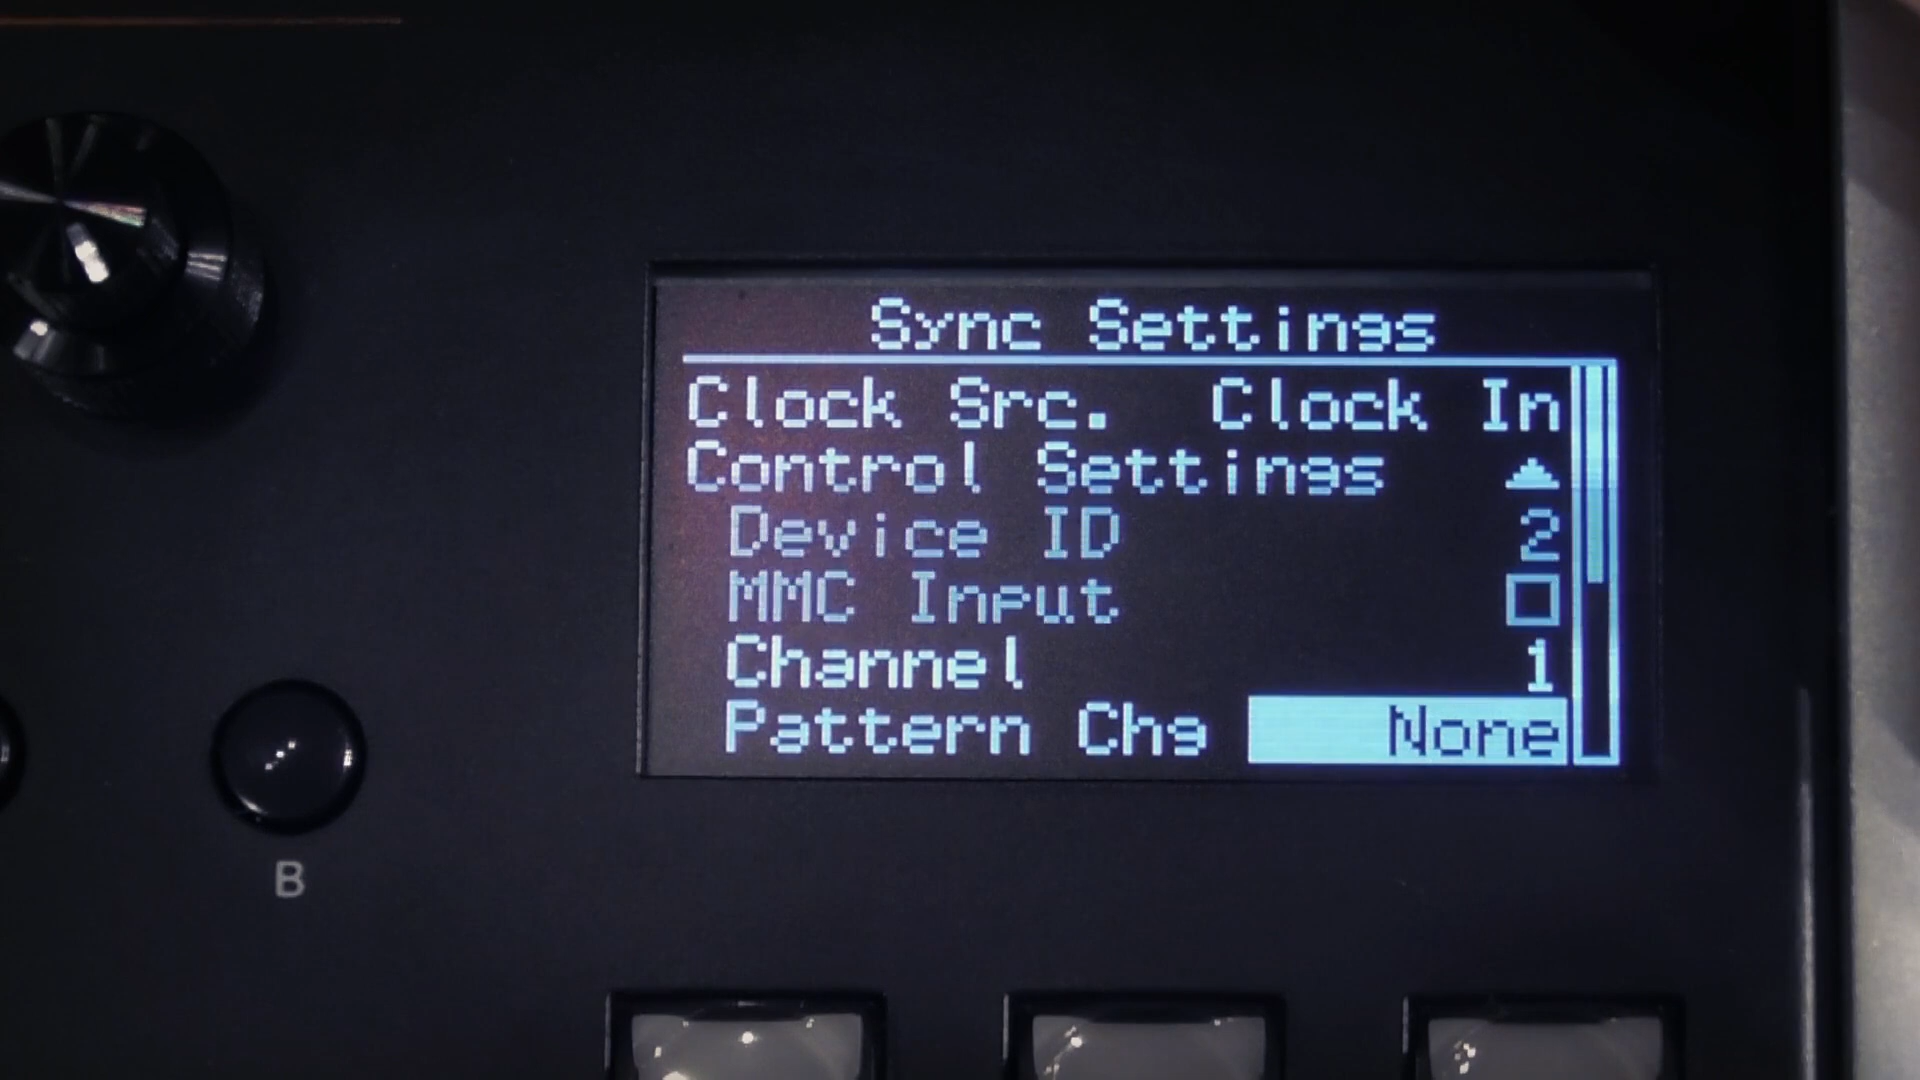 Sync Settings
Clock Src. Clock In
Control Settings
Device ID 2
MMC Input
Channel 1
Pattern Chg None
B